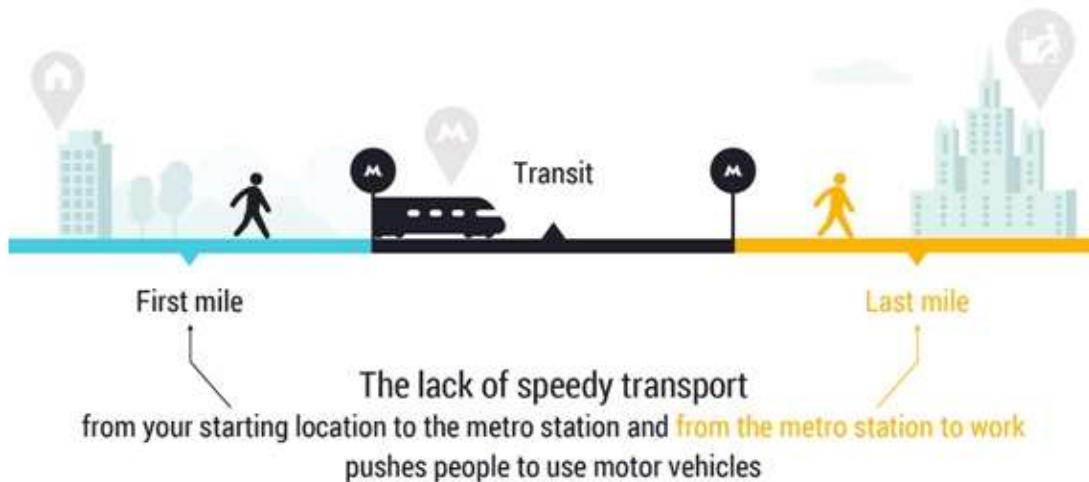 M
M
M
Transit
First mile
Last mile
The lack of speedy transport
from your starting location to the metro station and from the metro station to work
pushes people to use motor vehicles